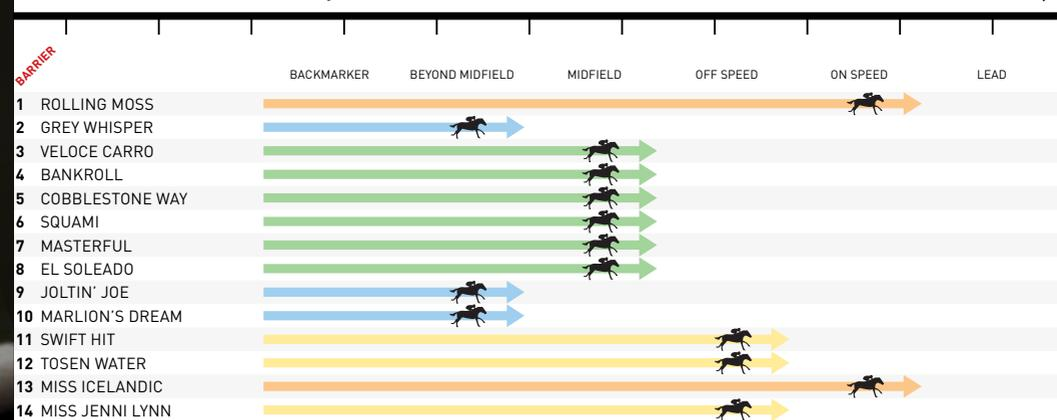 BARRIER
BACKMARKER BEYOND MIDFIELD MIDFIELD OFF SPEED ON SPEED LEAD
1 ROLLING MOSS
2 GREY WHISPER
3 VELOCE CARRO
4 BANKROLL
5 COBBLESTONE WAY
6 SQUAMI
7 MASTERFUL
8 EL SOLEADO
9 JOLTIN' JOE
10 MARLION'S DREAM
11 SWIFT HIT
12 TOSEN WATER
13 MISS ICELANDIC
14 MISS JENNI LYNN